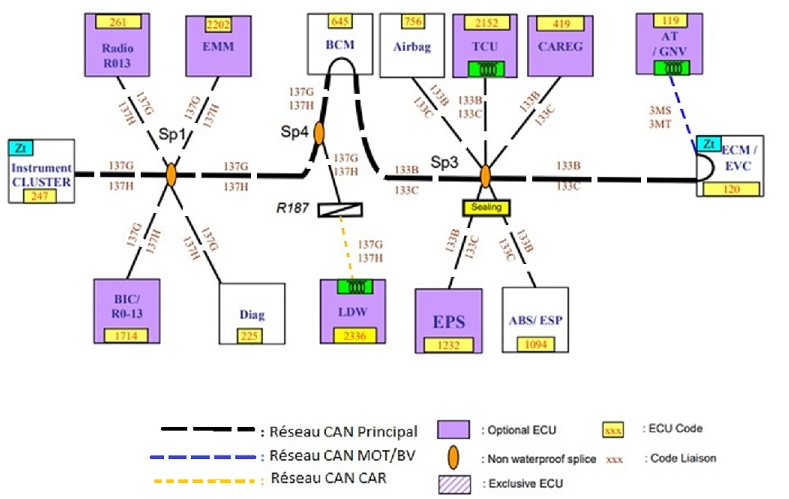 261
Radio
R013
2202
EMM
645
BCM
756
Airbag
2152
TCU
419
CAREG
119
AT
/ GNV
137G
137H
137G
137H
137G
137H
133B
133C
133B
133C
133B
133C
3MS
3MT
Sp1
Sp4
Sp3
Zt
Instrument
CLUSTER
247
137G
137H
137G
137H
137G
137H
133B
133C
133B
133C
Zt
ECM /
EVC
120
R187
Sealing
137G
137H
137G
137H
137G
137H
133B
133C
133B
133C
BIC/
R0-13
1714
Diag
225
LDW
2336
EPS
1232
ABS/ ESP
1094
: Réseau CAN Principal
: Réseau CAN MOT/BV
: Réseau CAN CAR
: Optional ECU
xxx : ECU Code
: Non waterproof splice
xxx : Code Liaison
: Exclusive ECU